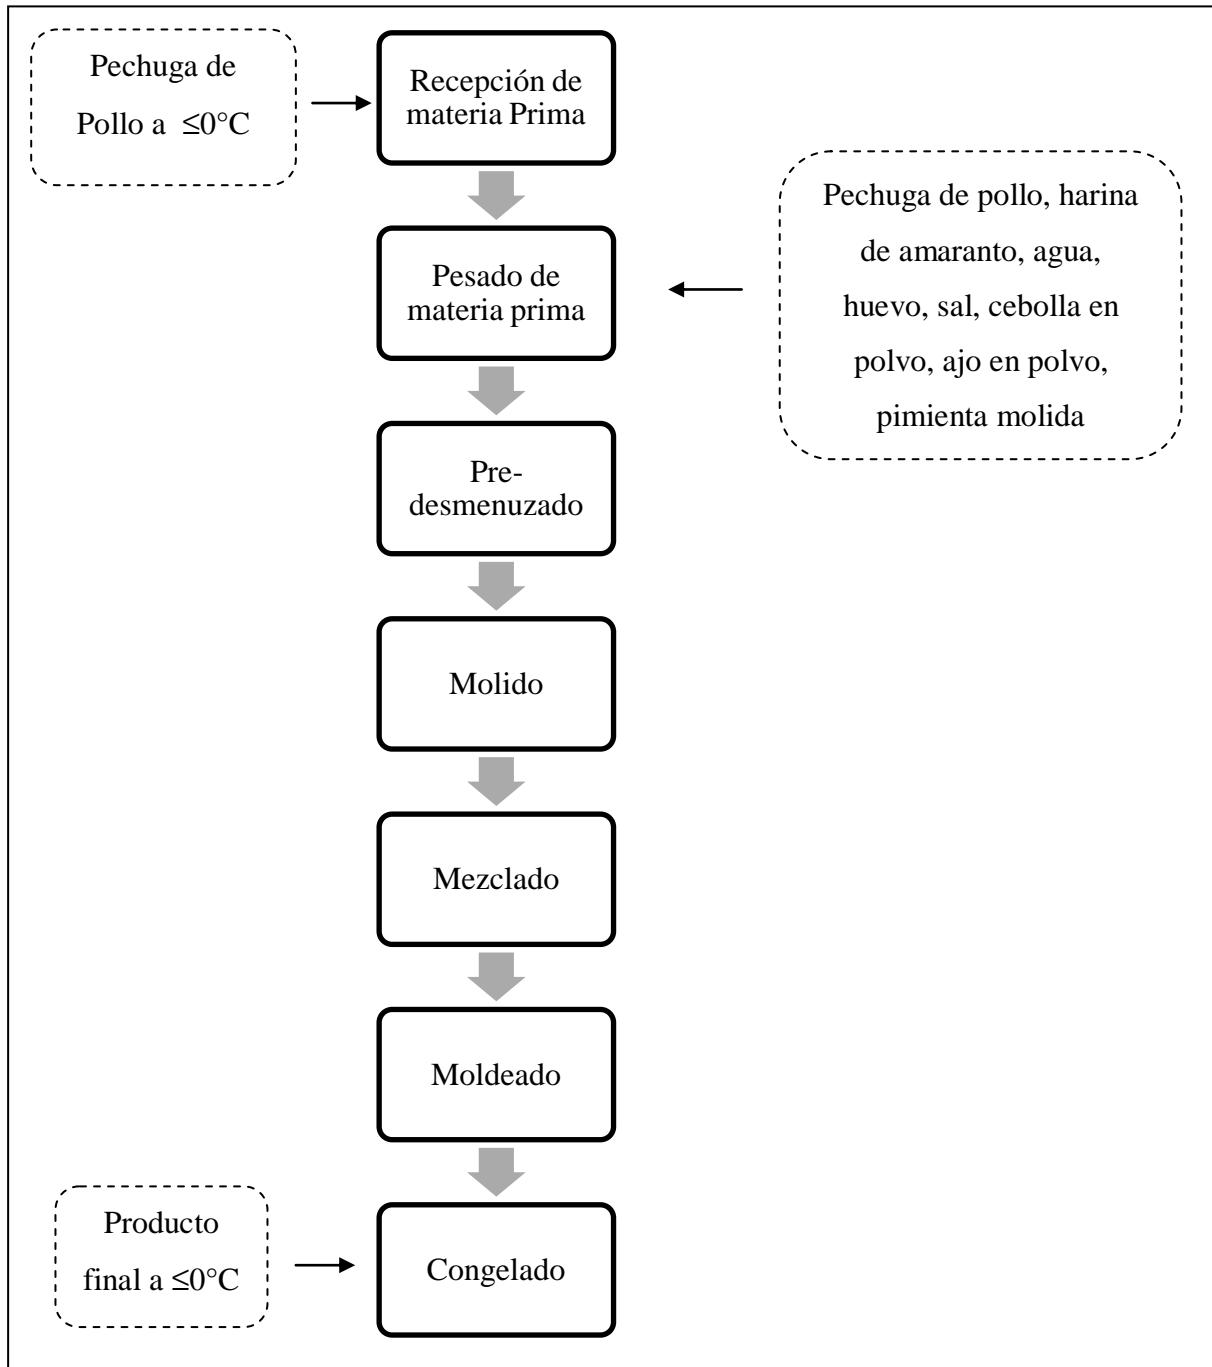 Pechuga de
Pollo a ≤0°C
Recepción de
materia Prima
Pechuga de pollo, harina
de amaranto, agua,
huevo, sal, cebolla en
polvo, ajo en polvo,
pimienta molida
Pesado de
materia prima
Pre-
desmenuzado
Molido
Mezclado
Moldeado
Producto
final a ≤0°C
Congelado